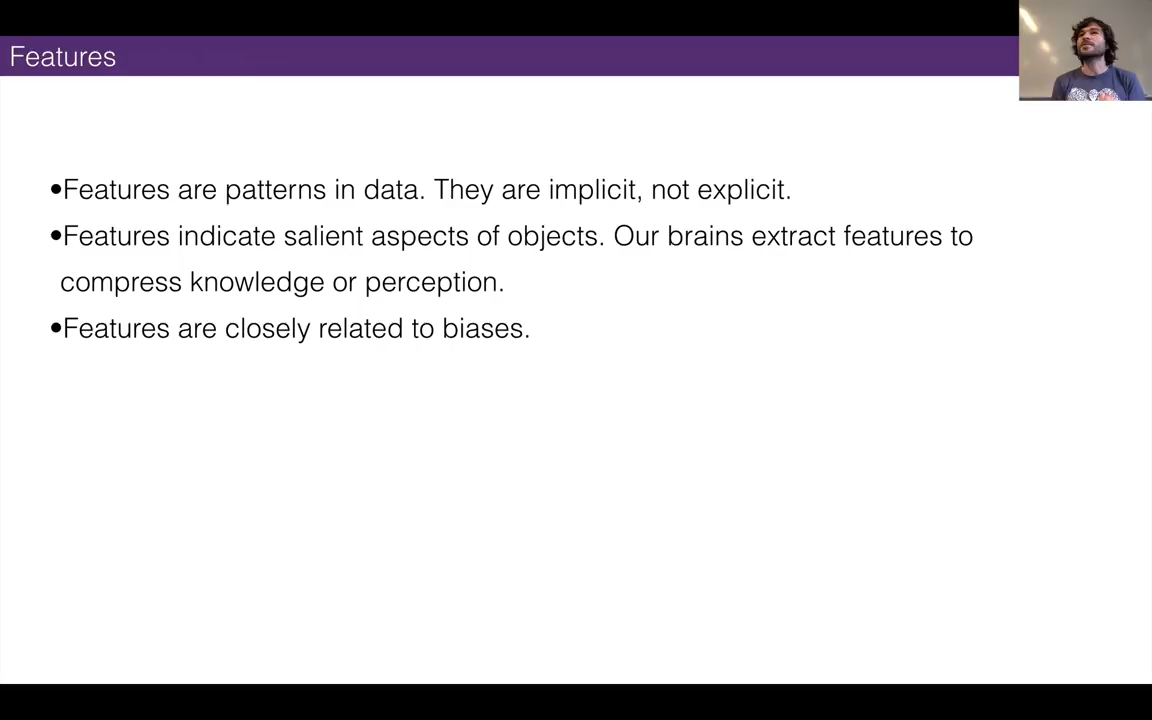 Features
•Features are patterns in data. They are implicit, not explicit.
•Features indicate salient aspects of objects. Our brains extract features to
compress knowledge or perception.
•Features are closely related to biases.